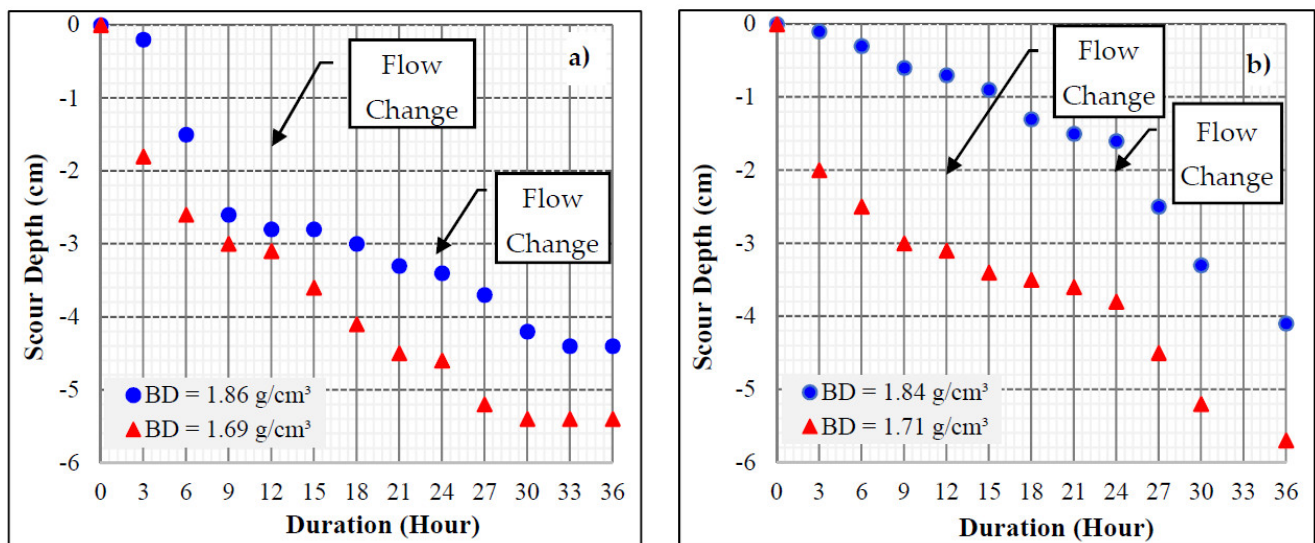 a)
0
-1
-2
-3
-4
-5
-6
Scour Depth (cm)
Flow
Change
Flow
Change
BD = 1.86 g/cm³
BD = 1.69 g/cm³
0 3 6 9 12 15 18 21 24 27 30 33 36
Duration (Hour)
b)
0
-1
-2
-3
-4
-5
-6
Scour Depth (cm)
Flow
Change
Flow
Change
BD = 1.84 g/cm³
BD = 1.71 g/cm³
0 3 6 9 12 15 18 21 24 27 30 33 36
Duration (Hour)